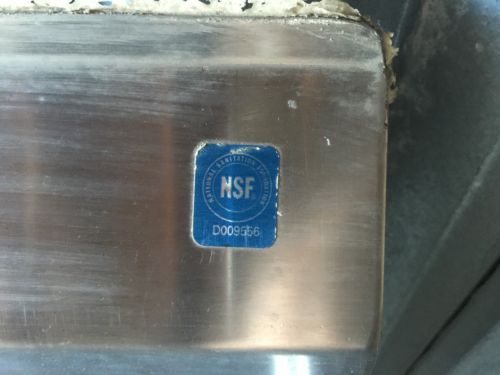 NATIONAL SANITATION FOUNDATION
NSF
D009556